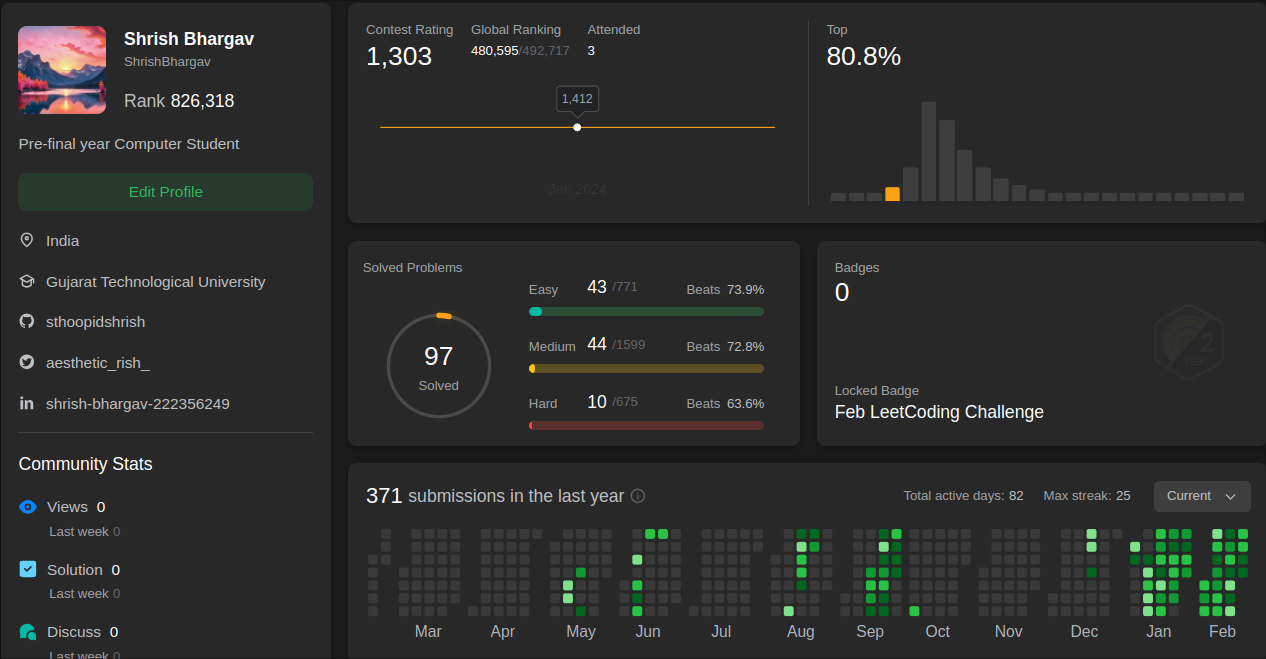 Shrish Bhargav
ShrishBhargav
Rank 826,318
Pre-final year Computer Student
Edit Profile
India
Gujarat Technological University
sthoopidshrish
aesthetic_rish_
shrish-bhargav-222356249
Community Stats
Views 0
Last week 0
Solution 0
Last week 0
Discuss 0
Last week 0
Contest Rating
1,303
Global Ranking
480,595/492,717
Attended
3
1,412
Jan 2024
Top
80.8%
Solved Problems
97
Solved
Easy 43 /771 Beats 73.9%
Medium 44 /1599 Beats 72.8%
Hard 10 /675 Beats 63.6%
Badges
0
2
Locked Badge
Feb LeetCoding Challenge
371 submissions in the last year
Total active days: 82 Max streak: 25 Current
Mar Apr May Jun Jul Aug Sep Oct Nov Dec Jan Feb